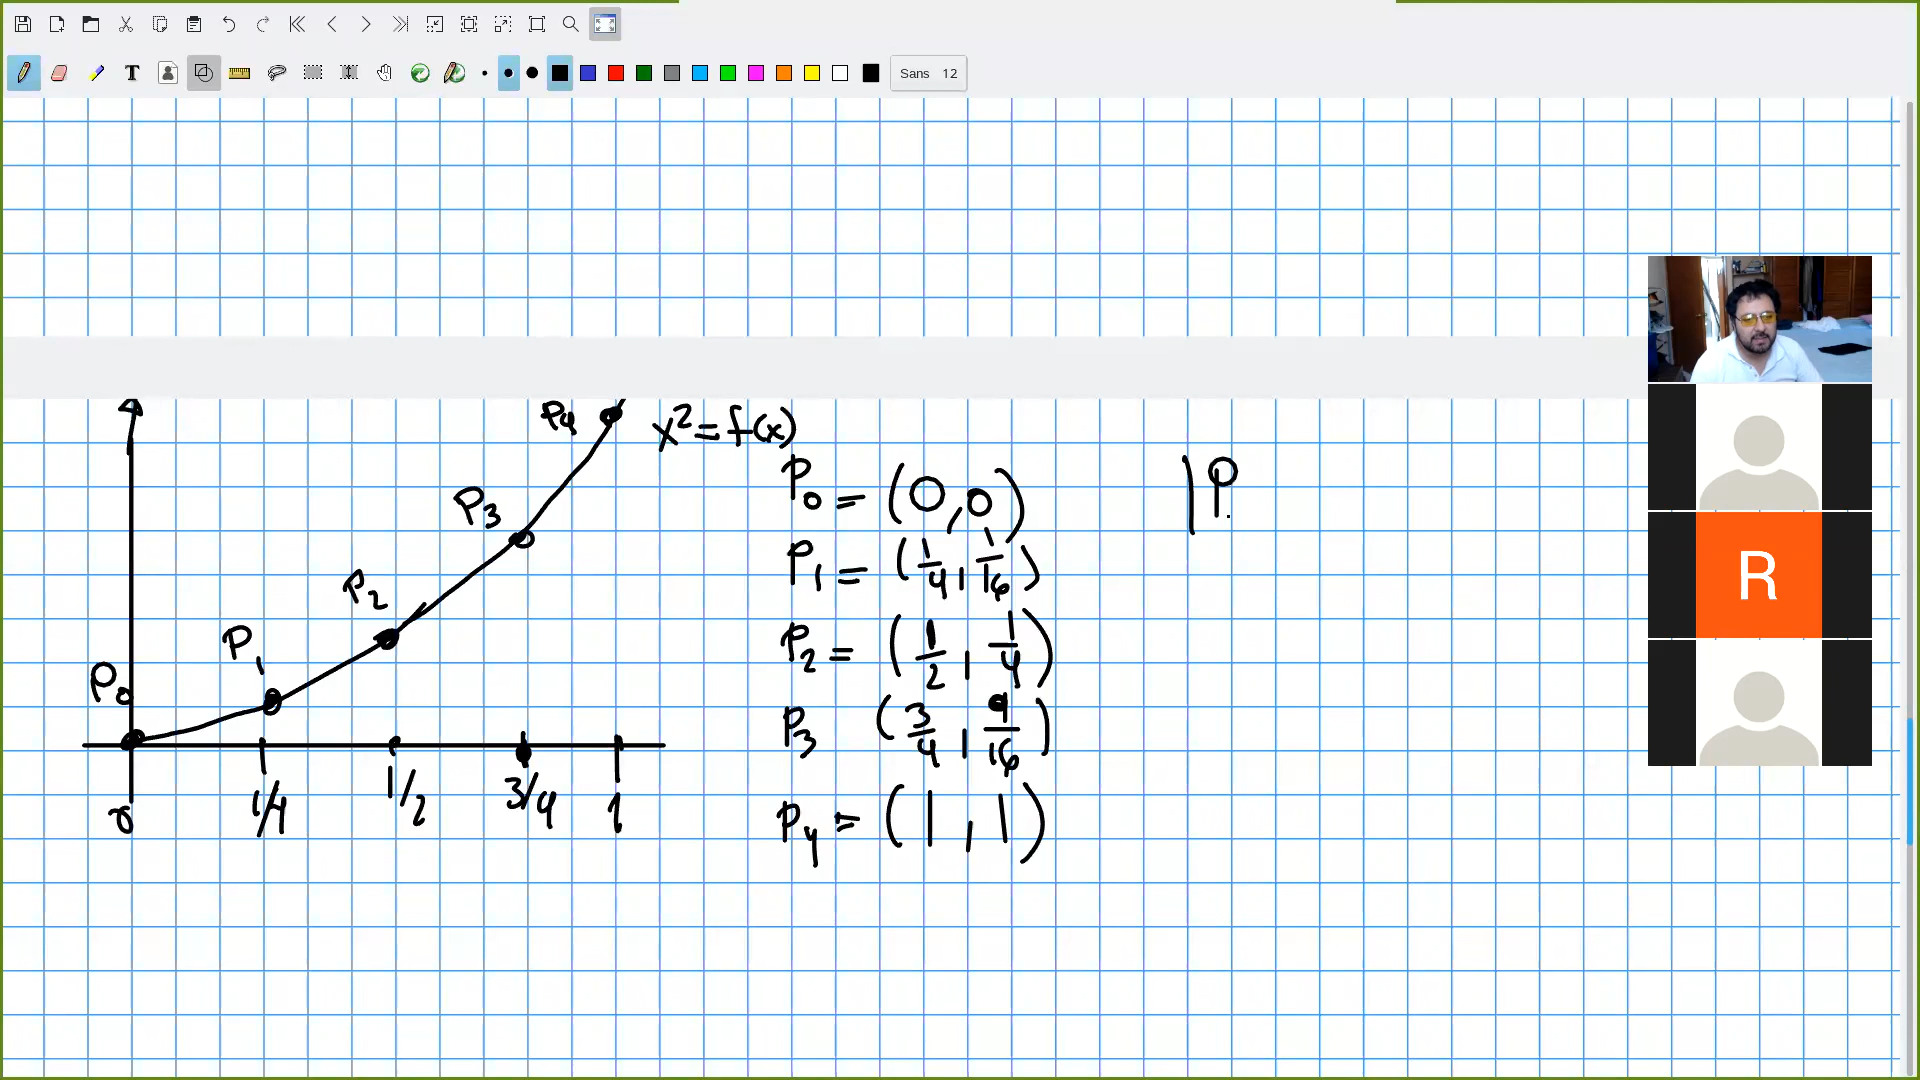 Sans 12
P4
x² = f(x)
P0 = (0, 0)
|P
P3
P1 = (1/4, 1/16)
P2
P2 = (1/2, 1/4)
P1
P0
P3 (3/4, 9/16)
0 1/4 1/2 3/4 1
P4 = (1, 1)
R
T